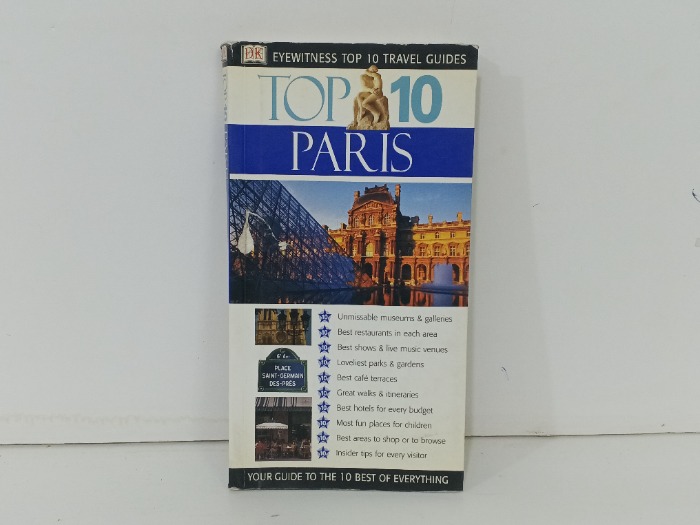 DK EYEWITNESS TOP 10 TRAVEL GUIDES
TOP 10
PARIS
Unmissable museums & galleries
Best restaurants in each area
Best shows & live music venues
Loveliest parks & gardens
Best café terraces
Great walks & itineraries
Best hotels for every budget
Most fun places for children
Best areas to shop or to browse
Insider tips for every visitor
6e Arrt
PLACE
SAINT-GERMAIN
DES-PRÉS
YOUR GUIDE TO THE 10 BEST OF EVERYTHING